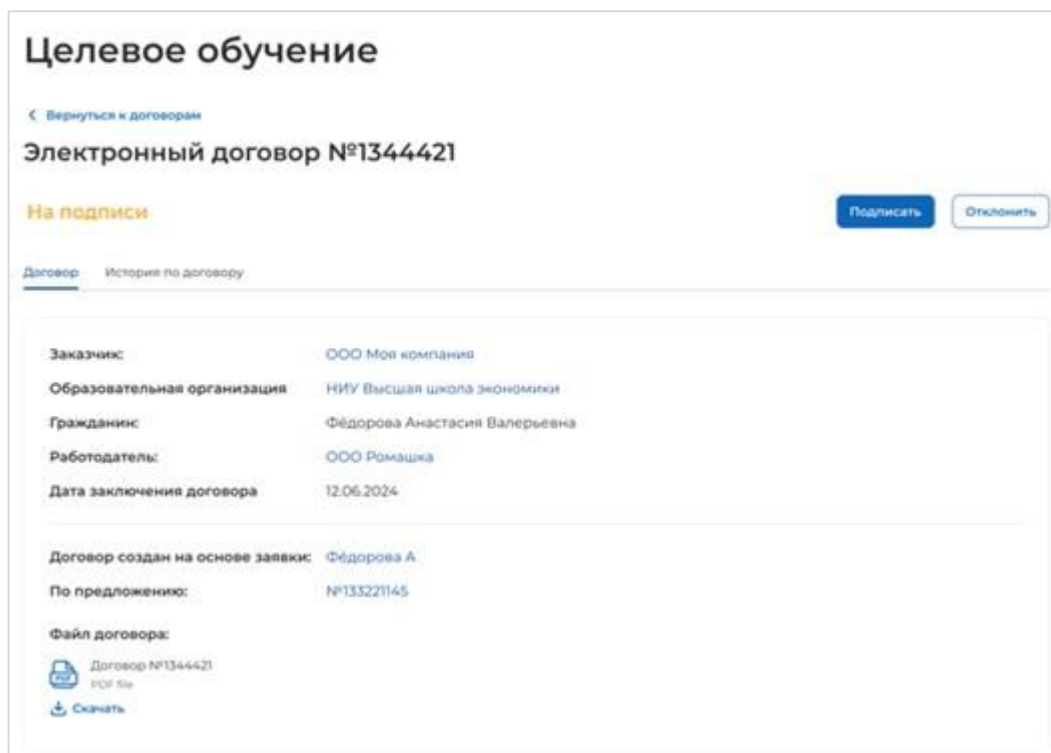 Целевое обучение
Вернуться к договорам
Электронный договор №1344421
На подписи
Подписать
Отклонить
Договор
История по договору
Заказчик: ООО Моя компания
Образовательная организация НИУ Высшая школа экономики
Гражданин: Фёдорова Анастасия Валерьевна
Работодатель: ООО Ромашка
Дата заключения договора 12.06.2024
Договор создан на основе заявки: Фёдорова А
По предложению: №133221145
Файл договора:
Договор №1344421
PDF
PDF file
Скачать